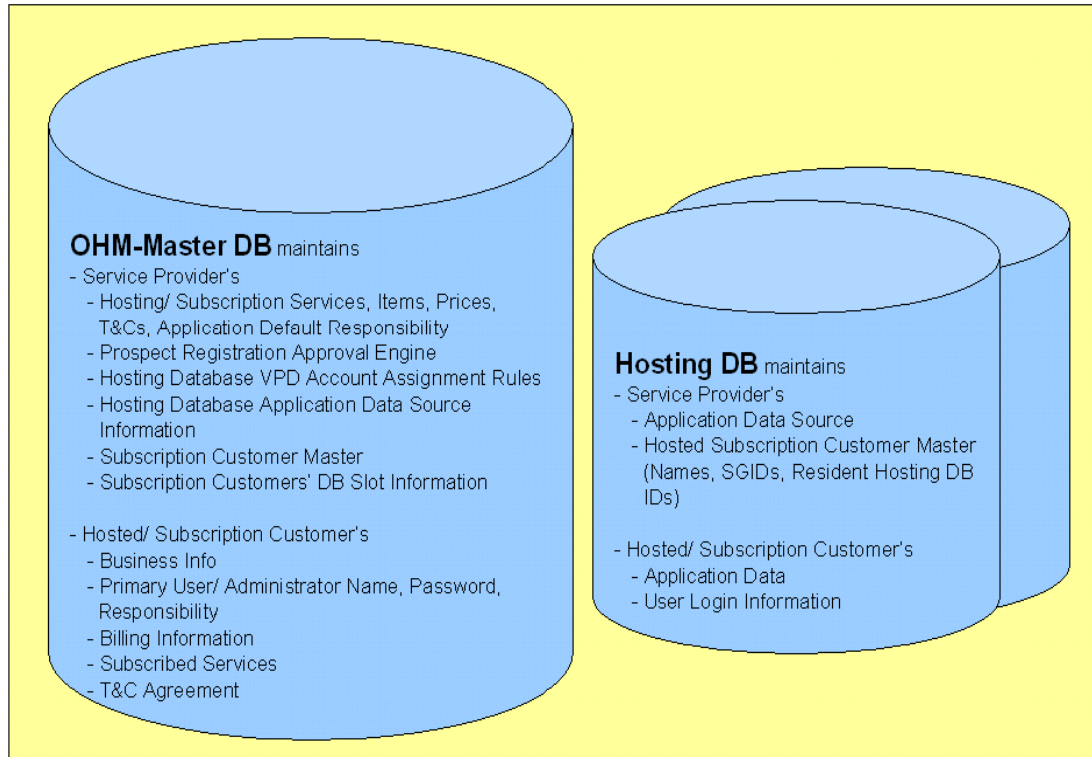 OHM-Master DB maintains
- Service Provider's
- Hosting/ Subscription Services, Items, Prices,
T&Cs, Application Default Responsibility
- Prospect Registration Approval Engine
- Hosting Database VPD Account Assignment Rules
- Hosting Database Application Data Source
Information
- Subscription Customer Master
- Subscription Customers' DB Slot Information
- Hosted/ Subscription Customer's
- Business Info
- Primary User/ Administrator Name, Password,
Responsibility
- Billing Information
- Subscribed Services
- T&C Agreement
Hosting DB maintains
- Service Provider's
- Application Data Source
- Hosted Subscription Customer Master
(Names, SGIDs, Resident Hosting DB
IDs)
- Hosted/ Subscription Customer's
- Application Data
- User Login Information